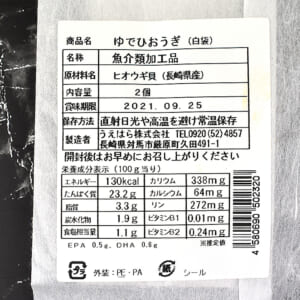 商品名 ゆでひおうぎ (白袋)
名称 魚介類加工品
原材料名 ヒオウギ貝 (長崎県産)
内容量 2個
賞味期限 2021.09.25
保存方法 直射日光や高温を避け常温保存
製造者 うえはら株式会社 TEL0920(52)4857
長崎県対馬市厳原町久田491-1
開封後はお早めにお召し上がりください
栄養成分表示 (100g当り)
エネルギー 130kcal カリウム 338mg
たんぱく質 23.2g カルシウム 64mg
脂質 3.3g リン 272mg
炭水化物 1.9g ビタミンB1 0.01mg
食塩相当量 1.1g ビタミンB2 0.24mg
EPA 0.5g, DHA 0.6g ※推定値
外装:PE・PA シール
4580690502320